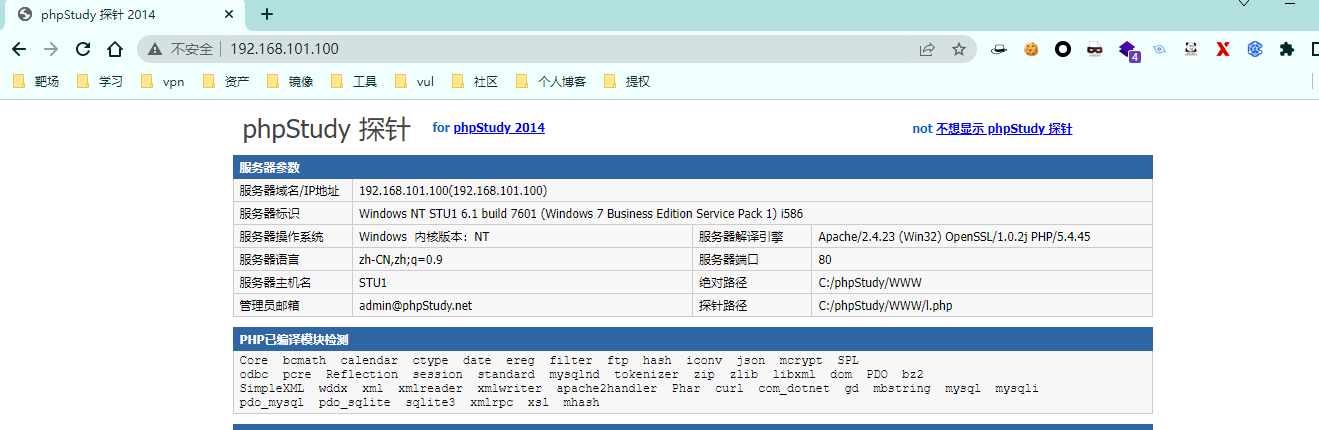 phpStudy 探针 2014
不安全 192.168.101.100
4
靶场 学习 vpn 资产 镜像 工具 vul 社区 个人博客 提权
phpStudy 探针 for phpStudy 2014 not 不想显示 phpStudy 探针
服务器参数
服务器域名/IP地址 192.168.101.100(192.168.101.100)
服务器标识 Windows NT STU1 6.1 build 7601 (Windows 7 Business Edition Service Pack 1) i586
服务器操作系统 Windows 内核版本：NT 服务器解译引擎 Apache/2.4.23 (Win32) OpenSSL/1.0.2j PHP/5.4.45
服务器语言 zh-CN,zh;q=0.9 服务器端口 80
服务器主机名 STU1 绝对路径 C:/phpStudy/WWW
管理员邮箱 admin@phpStudy.net 探针路径 C:/phpStudy/WWW/l.php
PHP已编译模块检测
Core bcmath calendar ctype date ereg filter ftp hash iconv json mcrypt SPL
odbc pcre Reflection session standard mysqlnd tokenizer zip zlib libxml dom PDO bz2
SimpleXML wddx xml xmlreader xmlwriter apache2handler Phar curl com_dotnet gd mbstring mysql mysqli
pdo_mysql pdo_sqlite sqlite3 xmlrpc xsl mhash